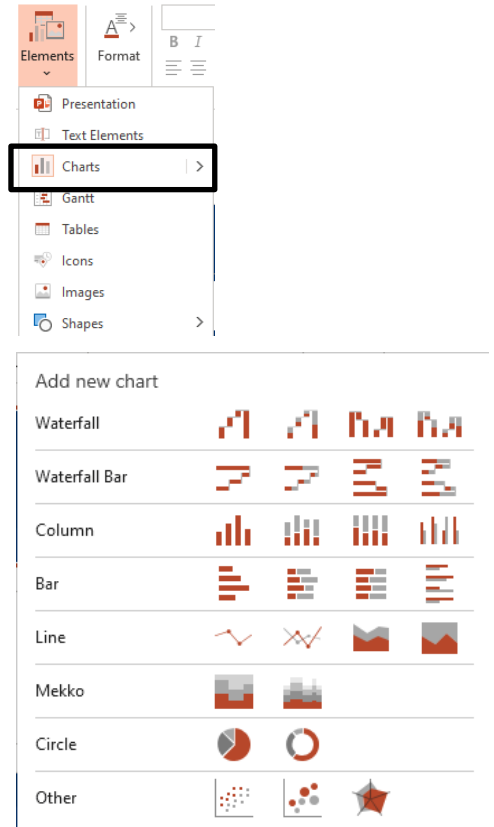 Elements
Format
B I
Presentation
Text Elements
Charts
Gantt
Tables
Icons
Images
Shapes
Add new chart
Waterfall
Waterfall Bar
Column
Bar
Line
Mekko
Circle
Other